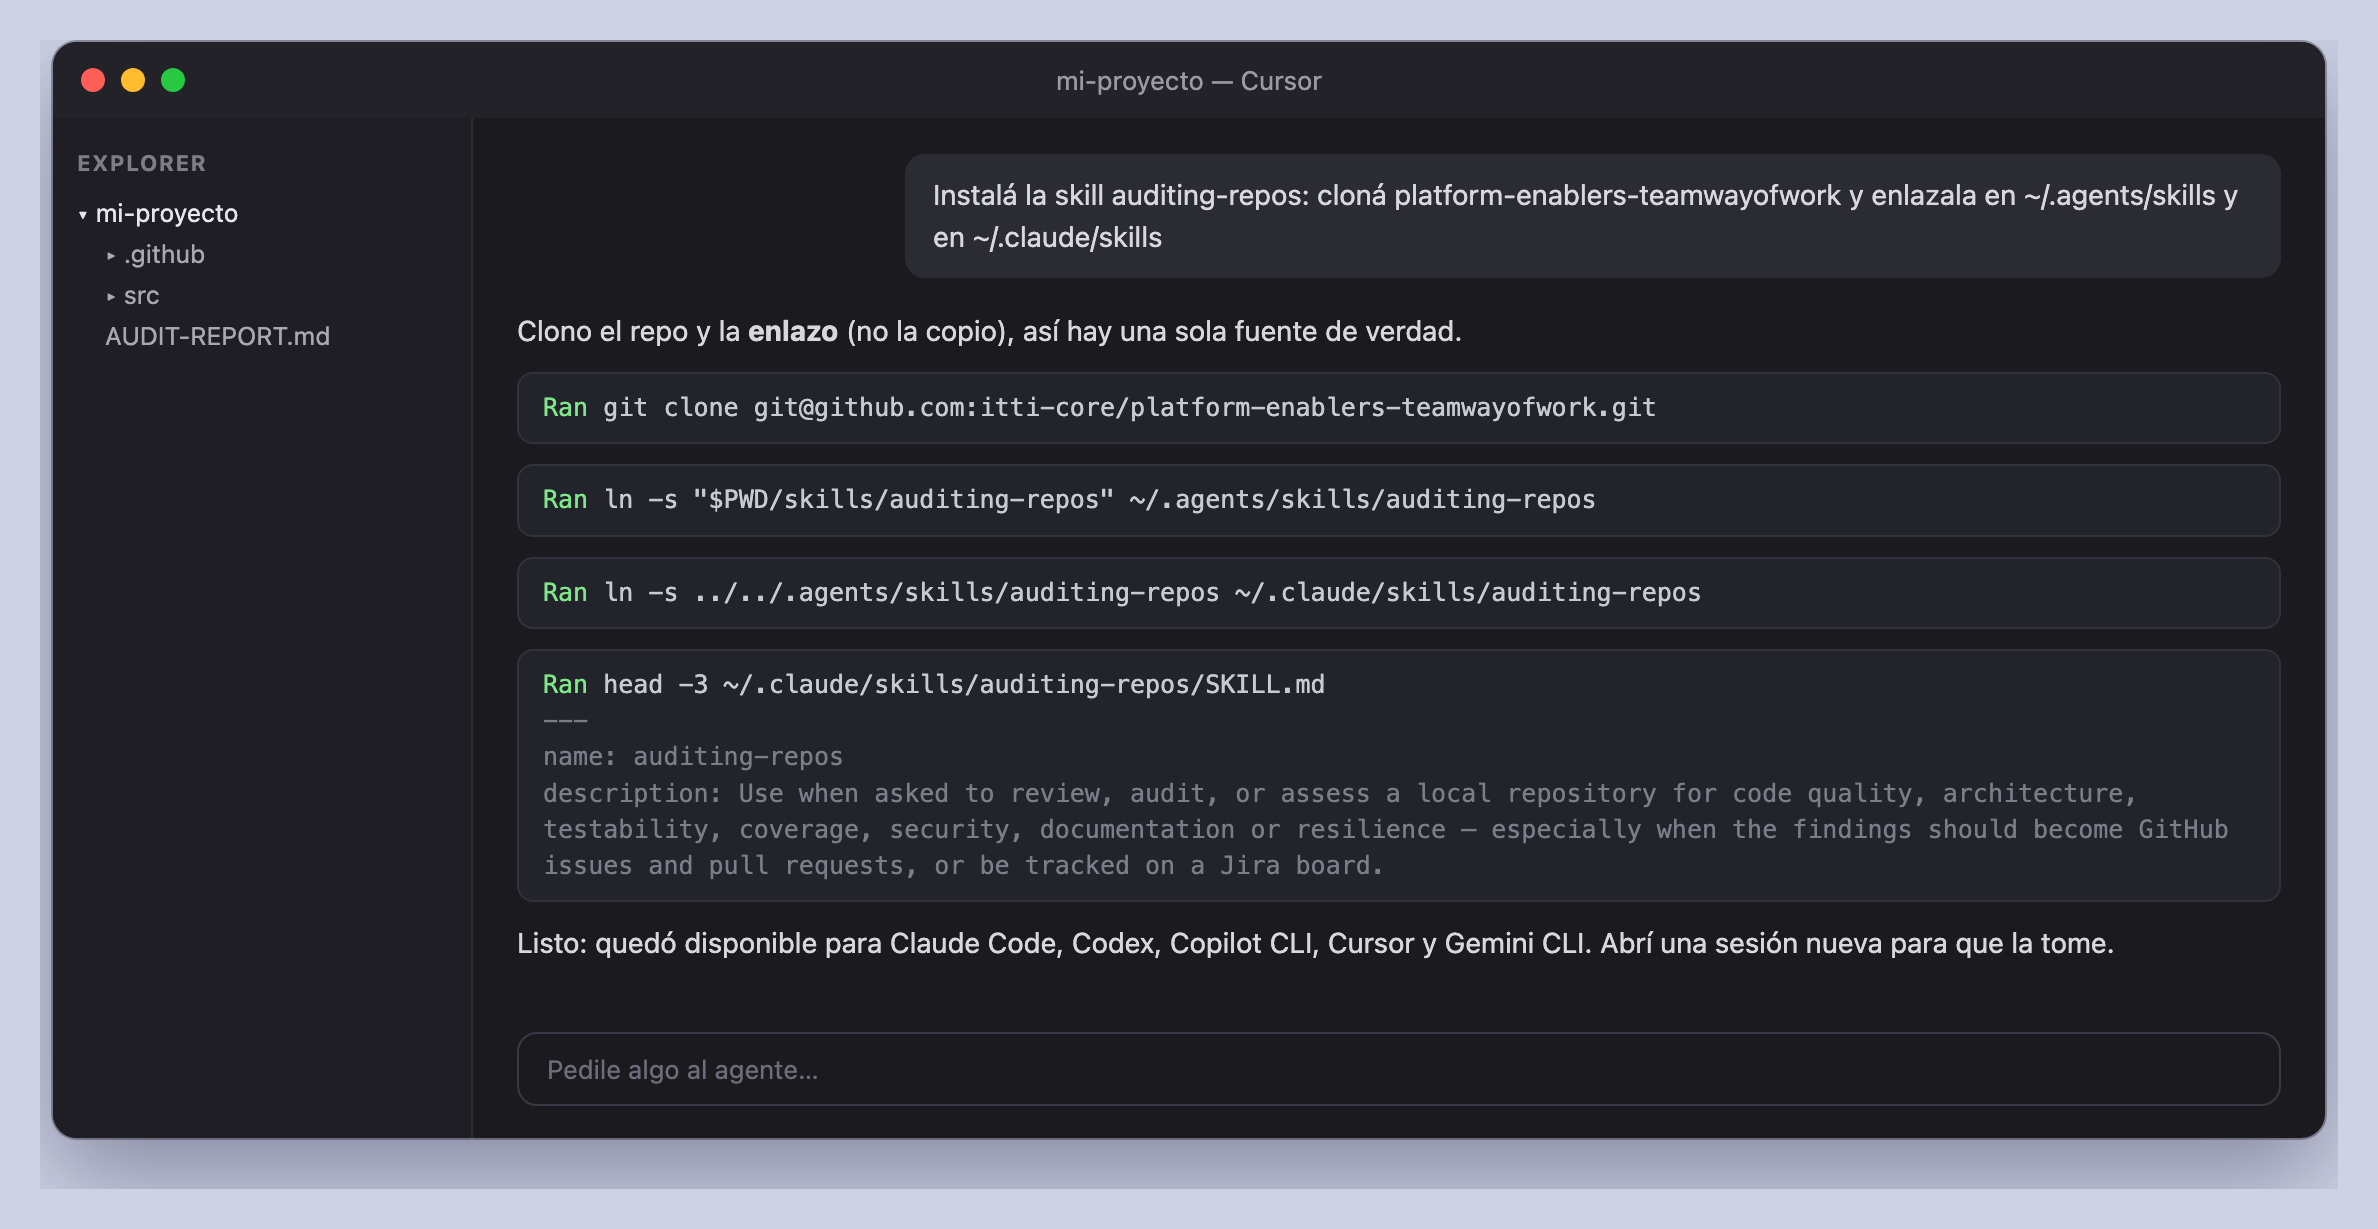 mi-proyecto — Cursor
EXPLORER
▾ mi-proyecto
▸ .github
▸ src
AUDIT-REPORT.md
Instalá la skill auditing-repos: cloná platform-enablers-teamwayofwork y enlazala en ~/.agents/skills y
en ~/.claude/skills
Clono el repo y la enlazo (no la copio), así hay una sola fuente de verdad.
Ran git clone git@github.com:itti-core/platform-enablers-teamwayofwork.git
Ran ln -s "$PWD/skills/auditing-repos" ~/.agents/skills/auditing-repos
Ran ln -s ../../.agents/skills/auditing-repos ~/.claude/skills/auditing-repos
Ran head -3 ~/.claude/skills/auditing-repos/SKILL.md
---
name: auditing-repos
description: Use when asked to review, audit, or assess a local repository for code quality, architecture,
testability, coverage, security, documentation or resilience — especially when the findings should become GitHub
issues and pull requests, or be tracked on a Jira board.
Listo: quedó disponible para Claude Code, Codex, Copilot CLI, Cursor y Gemini CLI. Abrí una sesión nueva para que la tome.
Pedile algo al agente...